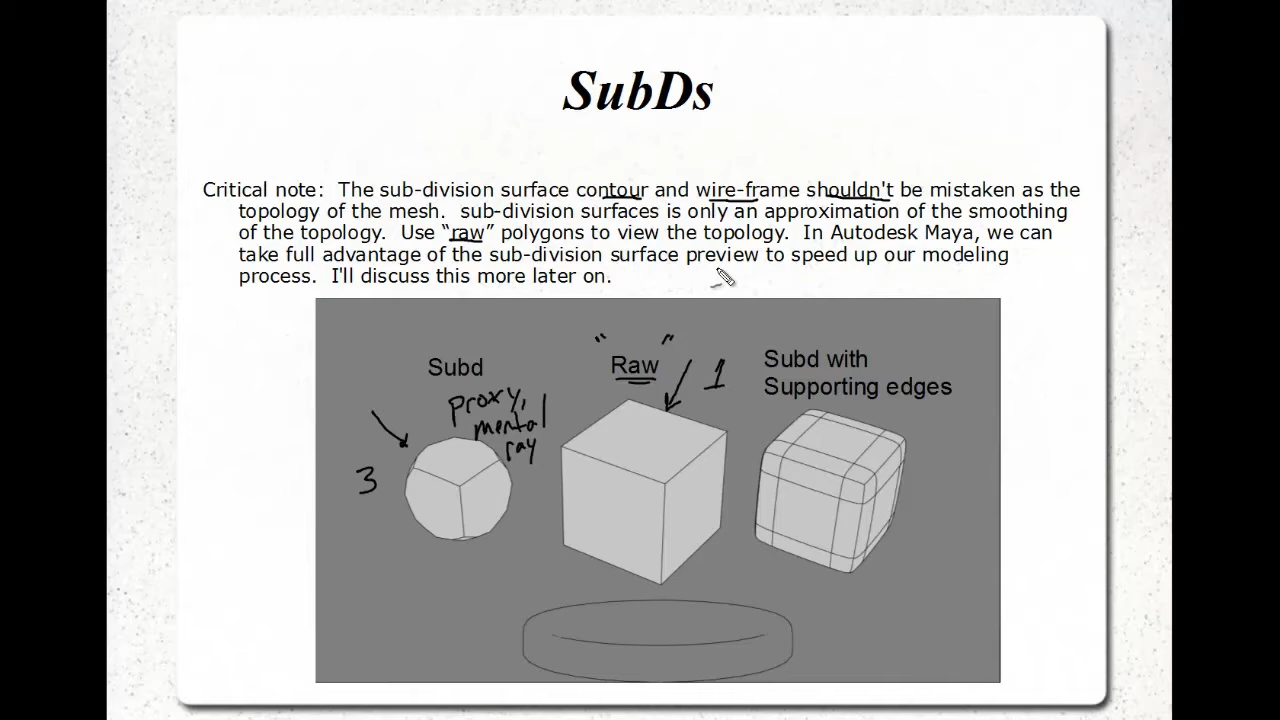 SubDs
Critical note: The sub-division surface contour and wire-frame shouldn't be mistaken as the
topology of the mesh. sub-division surfaces is only an approximation of the smoothing
of the topology. Use “raw” polygons to view the topology. In Autodesk Maya, we can
take full advantage of the sub-division surface preview to speed up our modeling
process. I'll discuss this more later on.
" "
Subd
Raw
1
Subd with
Supporting edges
proxy,
mental
ray
3